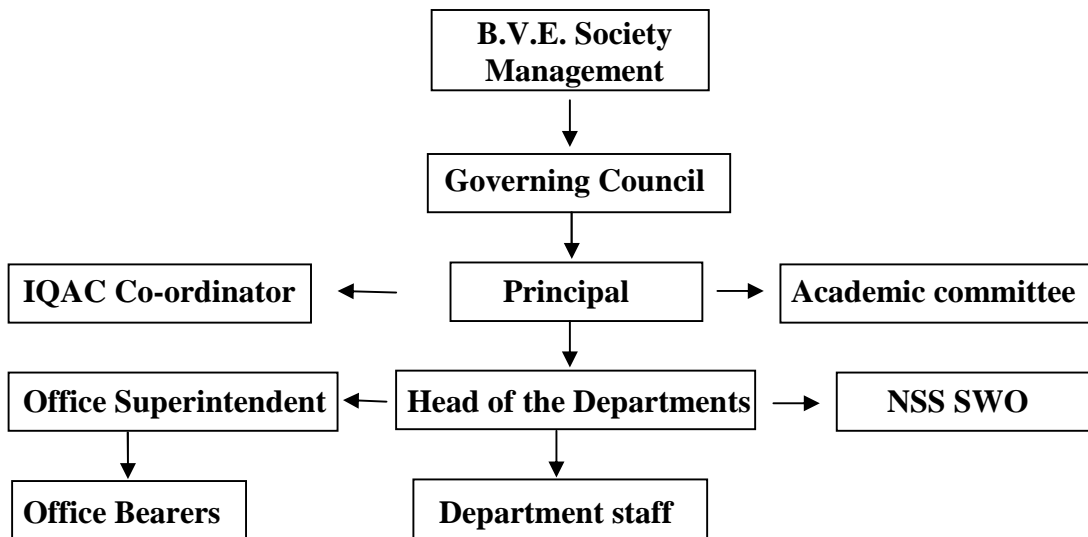 B.V.E. Society
Management
Governing Council
IQAC Co-ordinator
Principal
Academic committee
Office Superintendent
Head of the Departments
NSS SWO
Office Bearers
Department staff